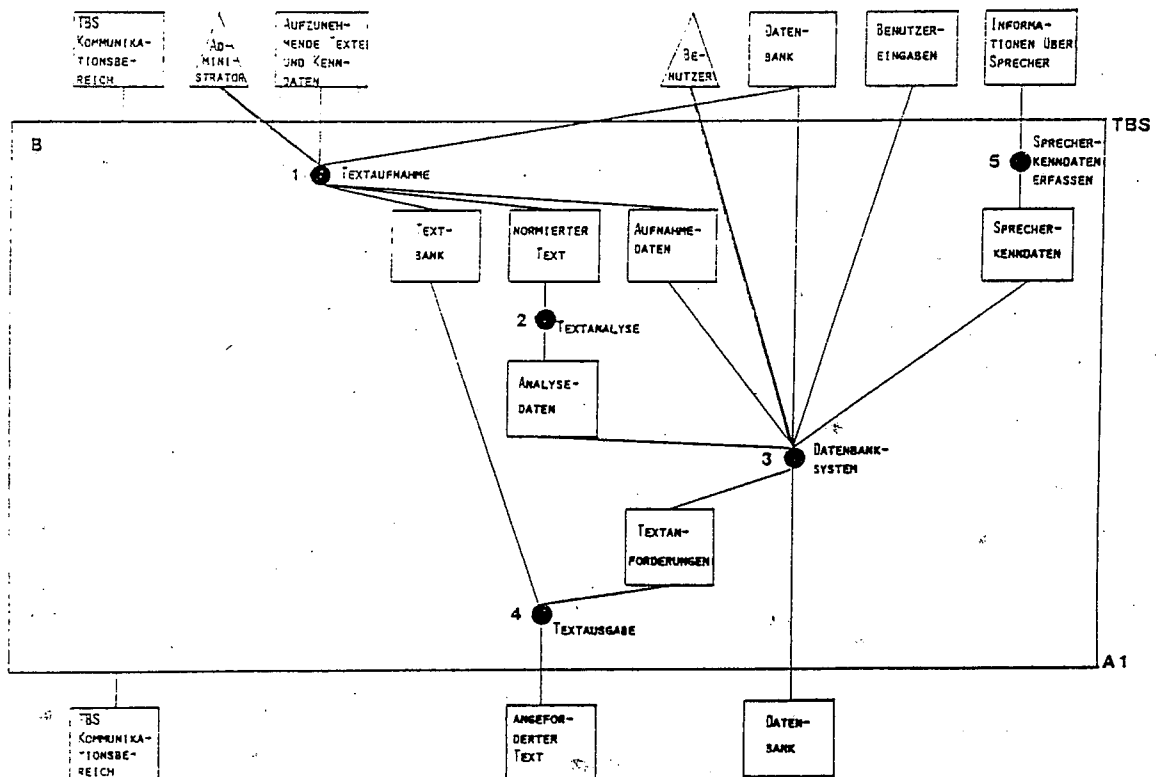 TBS
KOMMUNIKA-
TIONSBE-
REICH
AD-
MINI-
STRATOR
AUFZUNEH-
MENDE TEXTE
UND KENN-
DATEN
BE-
NUTZER
DATEN-
BANK
BENUTZER-
EINGABEN
INFORMA-
TIONEN ÜBER
SPRECHER
TBS
B
1
TEXTAUFNAHME
5
SPRECHER-
KENNDATEN
ERFASSEN
TEXT-
BANK
NORMIERTER
TEXT
AUFNAHME-
DATEN
SPRECHER-
KENNDATEN
2
TEXTANALYSE
ANALYSE-
DATEN
3
DATENBANK-
SYSTEM
TEXTAN-
FORDERUNGEN
4
TEXTAUSGABE
A1
TBS
KOMMUNIKA-
TIONSBE-
REICH
ANGEFOR-
DERTER
TEXT
DATEN-
BANK